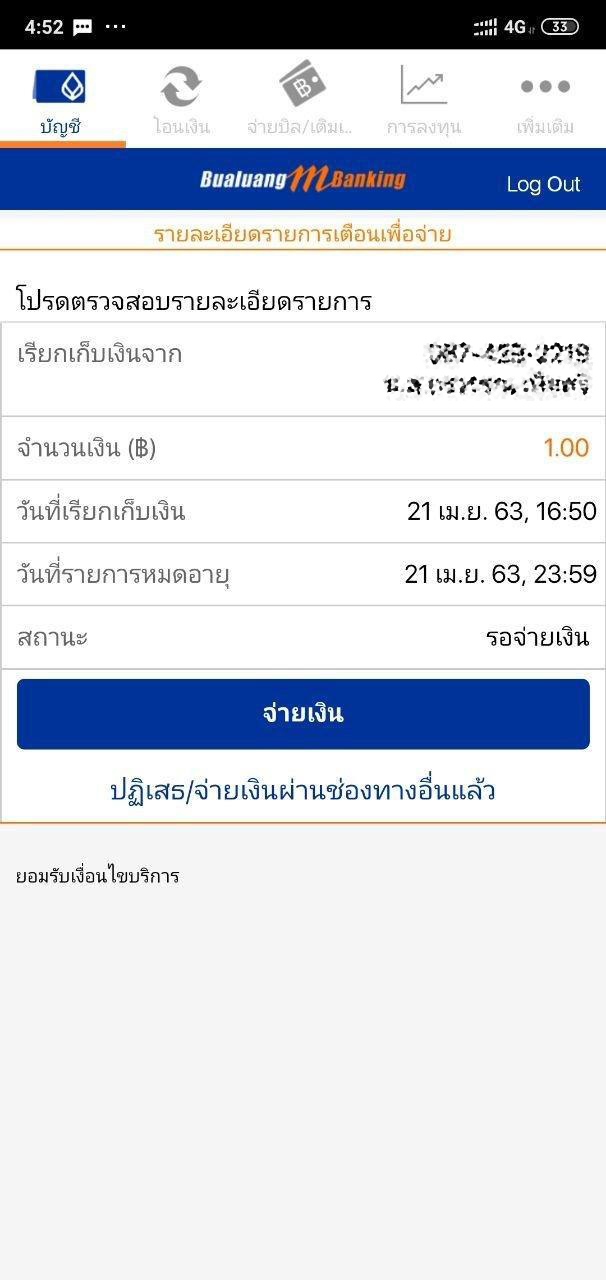 4:52 ...
4G 33
บัญชี โอนเงิน จ่ายบิล/เติมเ.. การลงทุน เพิ่มเติม
Bualuang mBanking Log Out
รายละเอียดรายการเตือนเพื่อจ่าย
โปรดตรวจสอบรายละเอียดรายการ
เรียกเก็บเงินจาก
จำนวนเงิน (฿) 1.00
วันที่เรียกเก็บเงิน 21 เม.ย. 63, 16:50
วันที่รายการหมดอายุ 21 เม.ย. 63, 23:59
สถานะ รอจ่ายเงิน
จ่ายเงิน
ปฏิเสธ/จ่ายเงินผ่านช่องทางอื่นแล้ว
ยอมรับเงื่อนไขบริการ